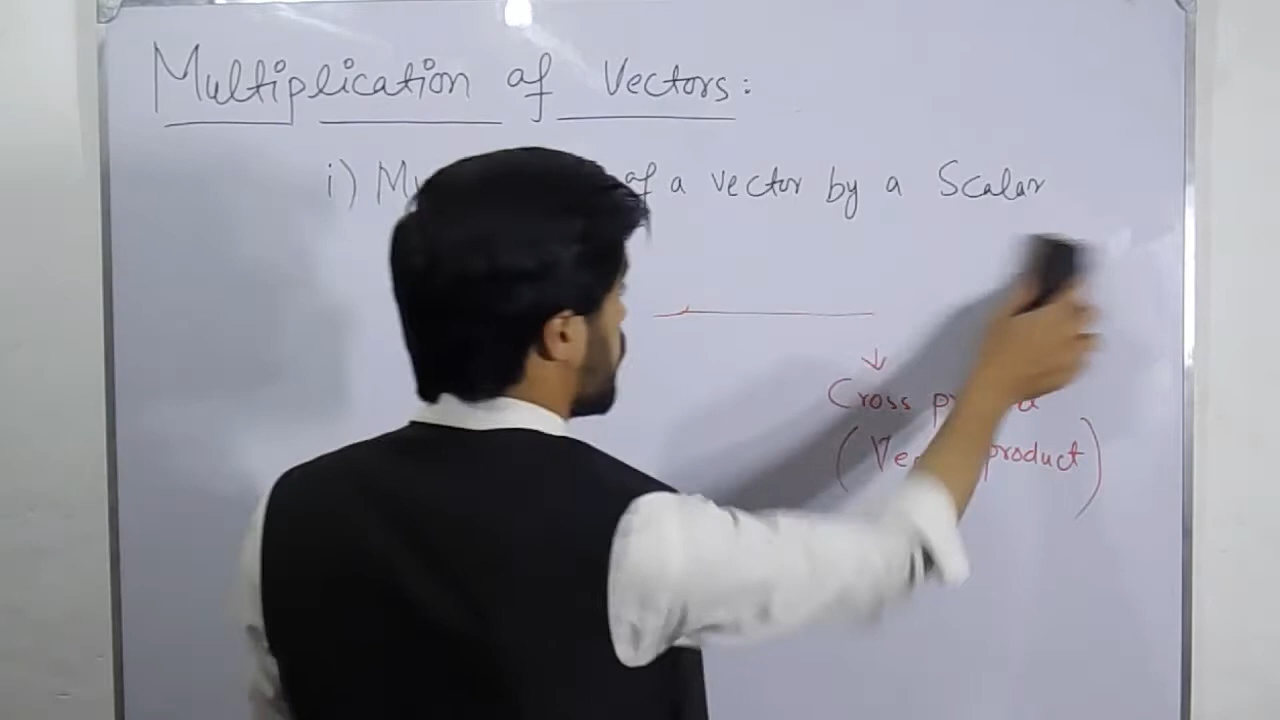 Multiplication of Vectors:
i) of a vector by a Scalar
Cross
( product)